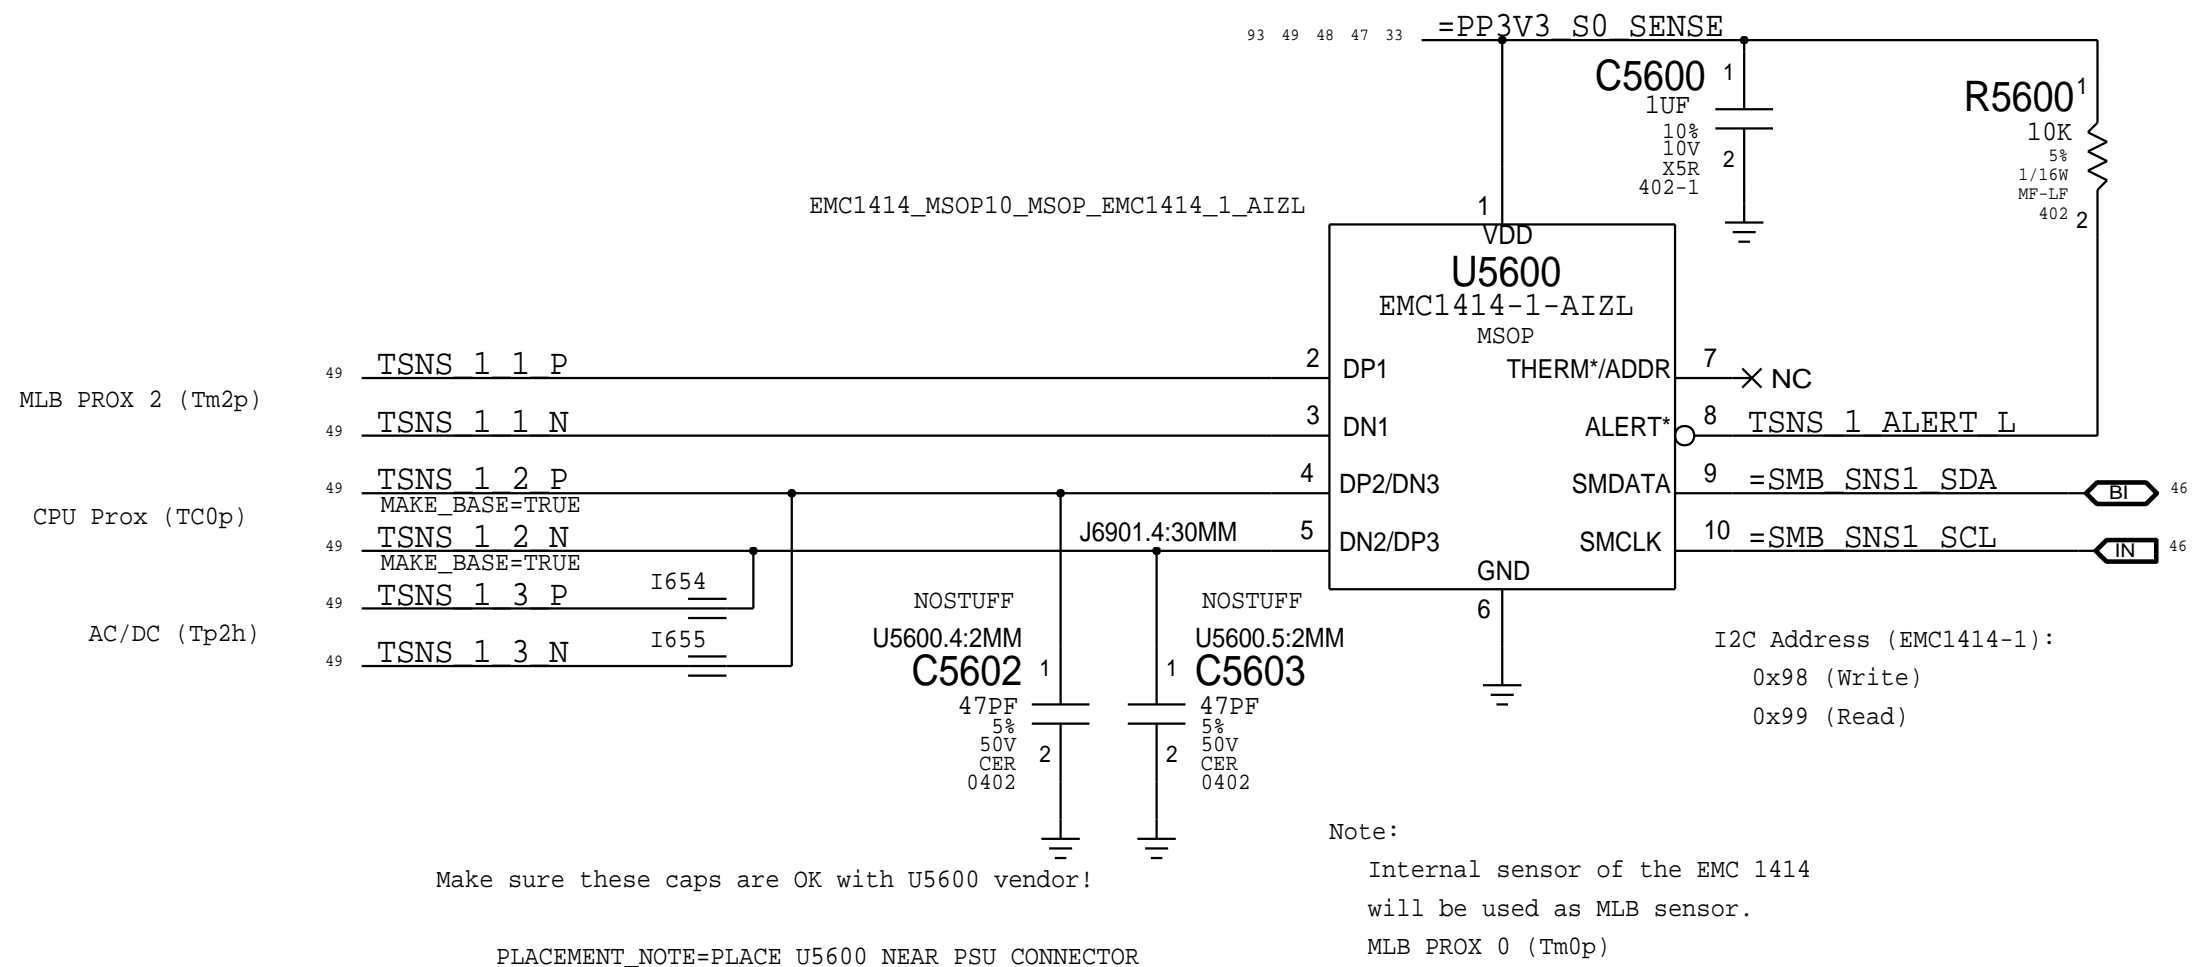 93 49 48 47 33 =PP3V3_S0_SENSE
C5600 1
1UF
10%
10V
X5R
402-1
2
R5600 1
10K
5%
1/16W
MF-LF
402
2
EMC1414_MSOP10_MSOP_EMC1414_1_AIZL
1
VDD
U5600
EMC1414-1-AIZL
MSOP
MLB PROX 2 (Tm2p)
49 TSNS_1_1_P 2 DP1
49 TSNS_1_1_N 3 DN1
CPU Prox (TC0p)
49 TSNS_1_2_P 4 DP2/DN3
MAKE_BASE=TRUE
49 TSNS_1_2_N J6901.4:30MM 5 DN2/DP3
MAKE_BASE=TRUE
AC/DC (Tp2h)
49 TSNS_1_3_P I654
49 TSNS_1_3_N I655
THERM*/ADDR 7 NC
ALERT* 8 TSNS_1_ALERT_L
SMDATA 9 =SMB_SNS1_SDA BI 46
SMCLK 10 =SMB_SNS1_SCL IN 46
GND
6
NOSTUFF
U5600.4:2MM
C5602 1
47PF
5%
50V
CER
0402
2
NOSTUFF
U5600.5:2MM
1 C5603
47PF
5%
50V
CER
0402
2
I2C Address (EMC1414-1):
0x98 (Write)
0x99 (Read)
Make sure these caps are OK with U5600 vendor!
PLACEMENT_NOTE=PLACE U5600 NEAR PSU CONNECTOR
Note:
Internal sensor of the EMC 1414
will be used as MLB sensor.
MLB PROX 0 (Tm0p)